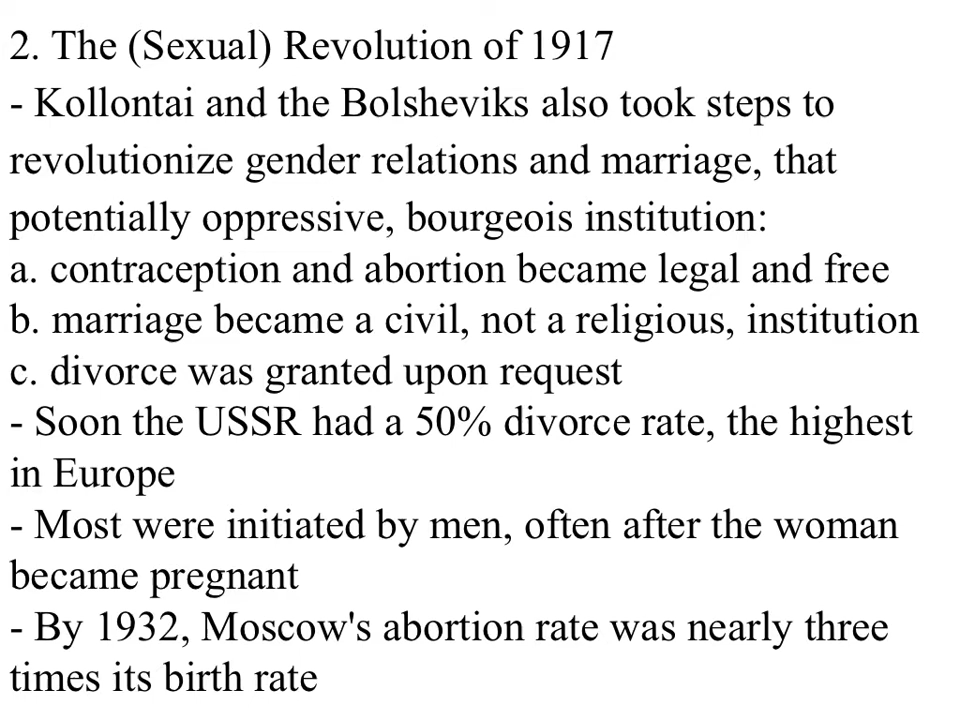 2. The (Sexual) Revolution of 1917
- Kollontai and the Bolsheviks also took steps to
revolutionize gender relations and marriage, that
potentially oppressive, bourgeois institution:
a. contraception and abortion became legal and free
b. marriage became a civil, not a religious, institution
c. divorce was granted upon request
- Soon the USSR had a 50% divorce rate, the highest
in Europe
- Most were initiated by men, often after the woman
became pregnant
- By 1932, Moscow's abortion rate was nearly three
times its birth rate